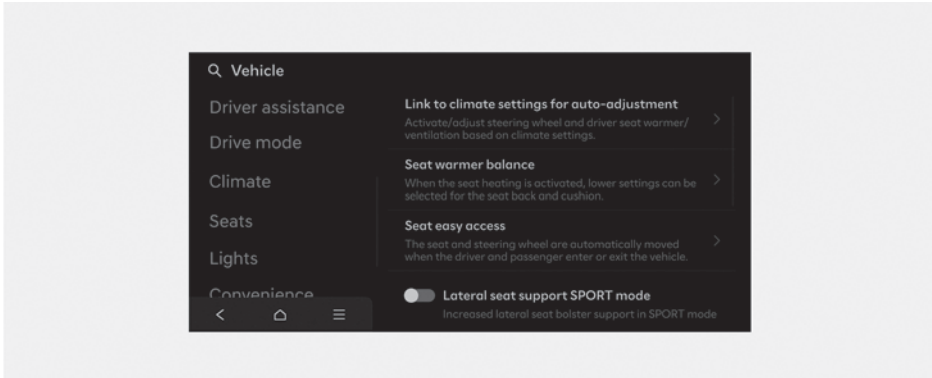 Vehicle
Driver assistance
Drive mode
Climate
Seats
Lights
Convenience
Link to climate settings for auto-adjustment
Activate/adjust steering wheel and driver seat warmer/
ventilation based on climate settings.
Seat warmer balance
When the seat heating is activated, lower settings can be
selected for the seat back and cushion.
Seat easy access
The seat and steering wheel are automatically moved
when the driver and passenger enter or exit the vehicle.
Lateral seat support SPORT mode
Increased lateral seat bolster support in SPORT mode